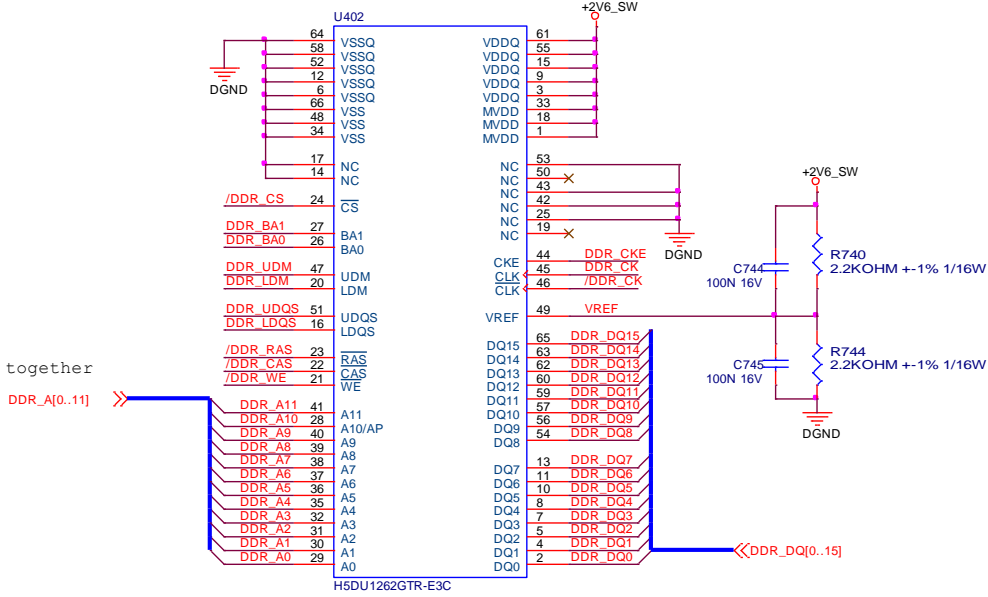 +2V6_SW
U402
64 VSSQ VDDQ 61
58 VSSQ VDDQ 55
52 VSSQ VDDQ 15
12 VSSQ VDDQ 9
6 VSSQ VDDQ 3
66 VSS MVDD 33
48 VSS MVDD 18
34 VSS MVDD 1
DGND
17 NC NC 53
14 NC NC 50
NC 43
/DDR_CS 24 CS NC 42
NC 25
DDR_BA1 27 BA1 NC 19
DDR_BA0 26 BA0
DGND
CKE 44 DDR_CKE
DDR_UDM 47 UDM CLK 45 DDR_CK
DDR_LDM 20 LDM CLK 46 /DDR_CK
DDR_UDQS 51 UDQS VREF 49 VREF
DDR_LDQS 16 LDQS
DQ15 65 DDR_DQ15
/DDR_RAS 23 RAS DQ14 63 DDR_DQ14
/DDR_CAS 22 CAS DQ13 62 DDR_DQ13
/DDR_WE 21 WE DQ12 60 DDR_DQ12
DQ11 59 DDR_DQ11
DDR_A11 41 A11 DQ10 57 DDR_DQ10
DDR_A10 28 A10/AP DQ9 56 DDR_DQ9
DDR_A9 40 A9 DQ8 54 DDR_DQ8
DDR_A8 39 A8
DDR_A7 38 A7 DQ7 13 DDR_DQ7
DDR_A6 37 A6 DQ6 11 DDR_DQ6
DDR_A5 36 A5 DQ5 10 DDR_DQ5
DDR_A4 35 A4 DQ4 8 DDR_DQ4
DDR_A3 32 A3 DQ3 7 DDR_DQ3
DDR_A2 31 A2 DQ2 5 DDR_DQ2
DDR_A1 30 A1 DQ1 4 DDR_DQ1
DDR_A0 29 A0 DQ0 2 DDR_DQ0
H5DU1262GTR-E3C
together
DDR_A[0..11]
DDR_DQ[0..15]
+2V6_SW
C744
100N 16V
R740
2.2KOHM +-1% 1/16W
C745
100N 16V
R744
2.2KOHM +-1% 1/16W
DGND